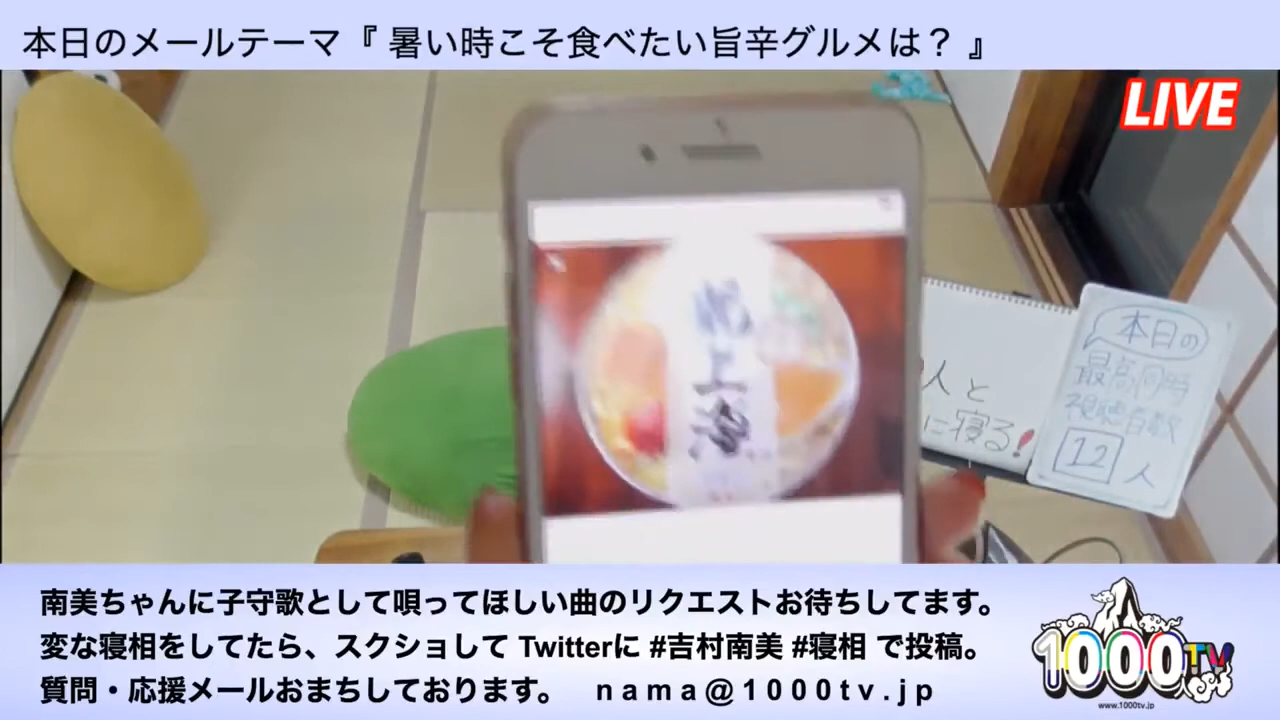 本日のメールテーマ『 暑い時こそ食べたい旨辛グルメは？ 』
LIVE
人と
に寝る!
本日の
最高同時
視聴者数
12人
南美ちゃんに子守歌として唄ってほしい曲のリクエストお待ちしてます。
変な寝相をしてたら、スクショして Twitterに #吉村南美 #寝相 で投稿。
質問・応援メールおまちしております。 nama@1000tv.jp
1000TV
www.1000tv.jp